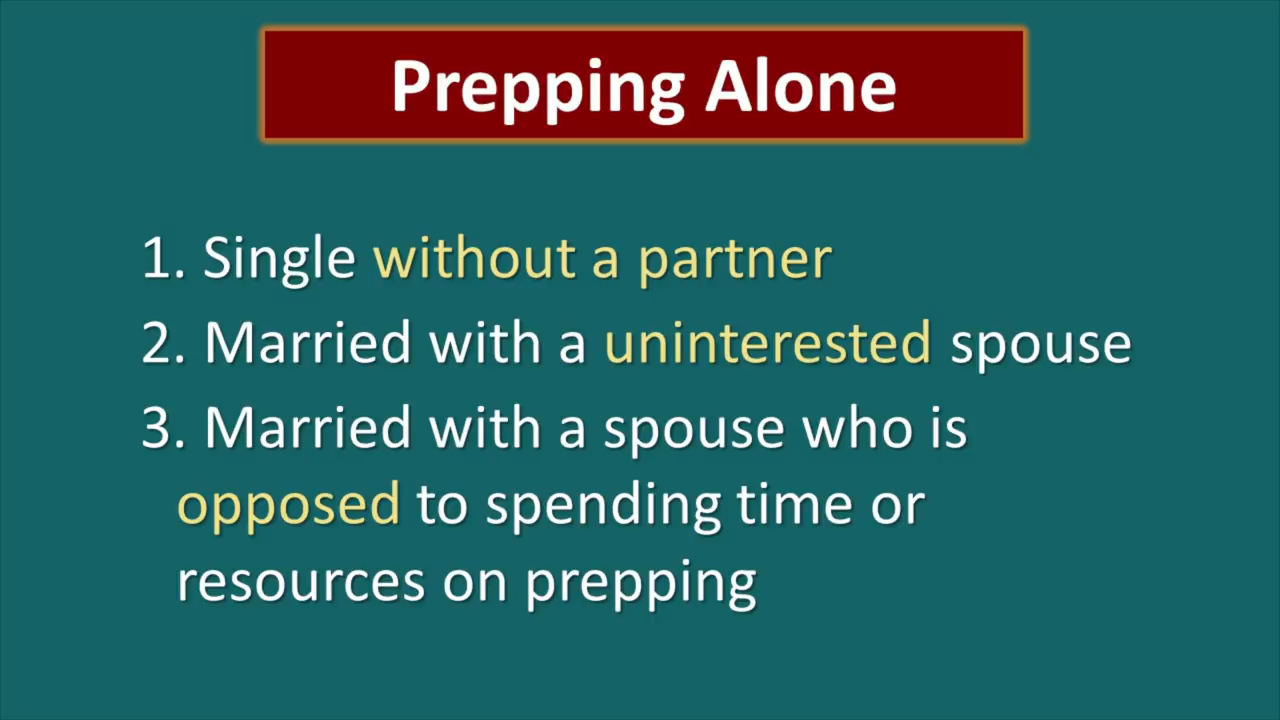 Prepping Alone
1. Single without a partner
2. Married with a uninterested spouse
3. Married with a spouse who is
opposed to spending time or
resources on prepping